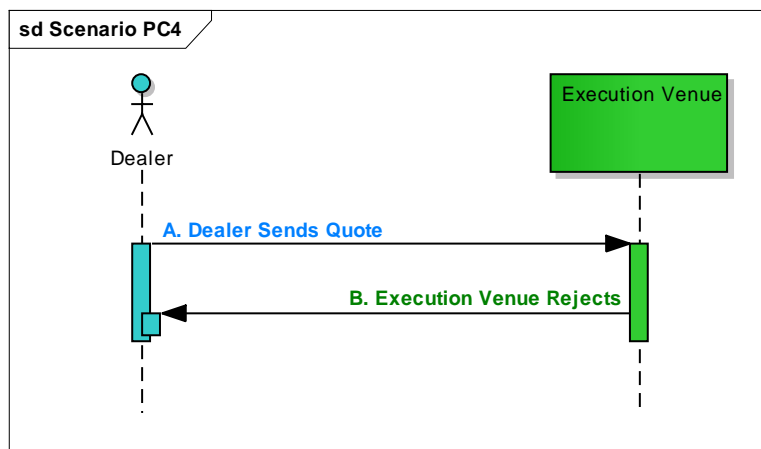 sd Scenario PC4
Execution Venue
Dealer
A. Dealer Sends Quote
B. Execution Venue Rejects